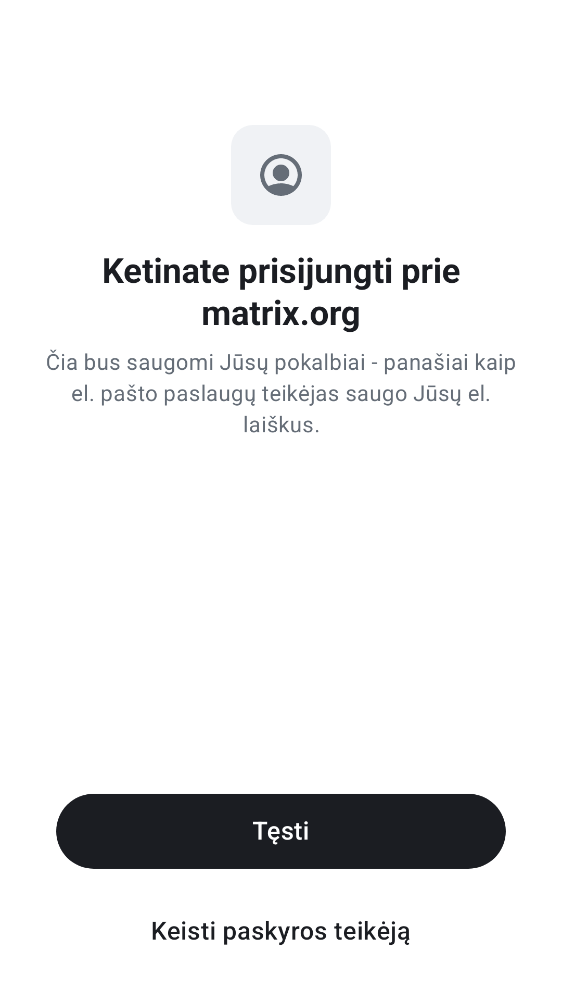 Ketinate prisijungti prie
matrix.org
Čia bus saugomi Jūsų pokalbiai - panašiai kaip
el. pašto paslaugų teikėjas saugo Jūsų el.
laiškus.
Tęsti
Keisti paskyros teikėją